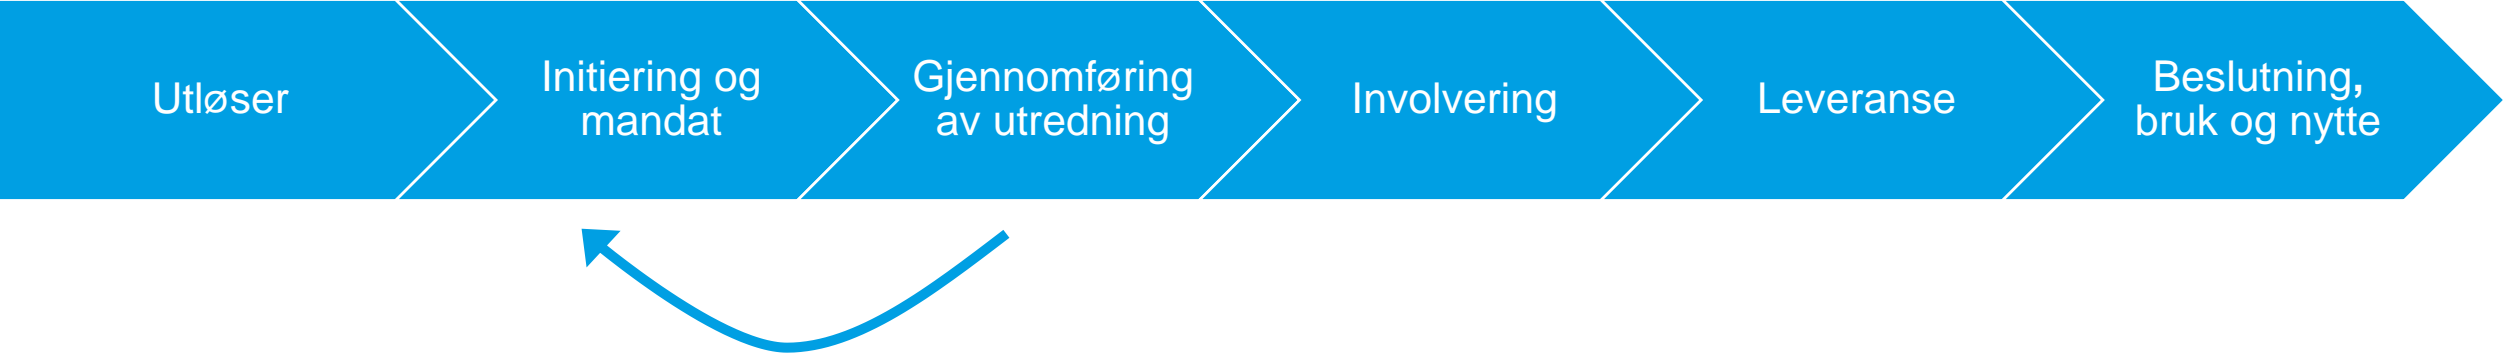 Utløser
Initiering og
mandat
Gjennomføring
av utredning
Involvering
Leveranse
Beslutning,
bruk og nytte